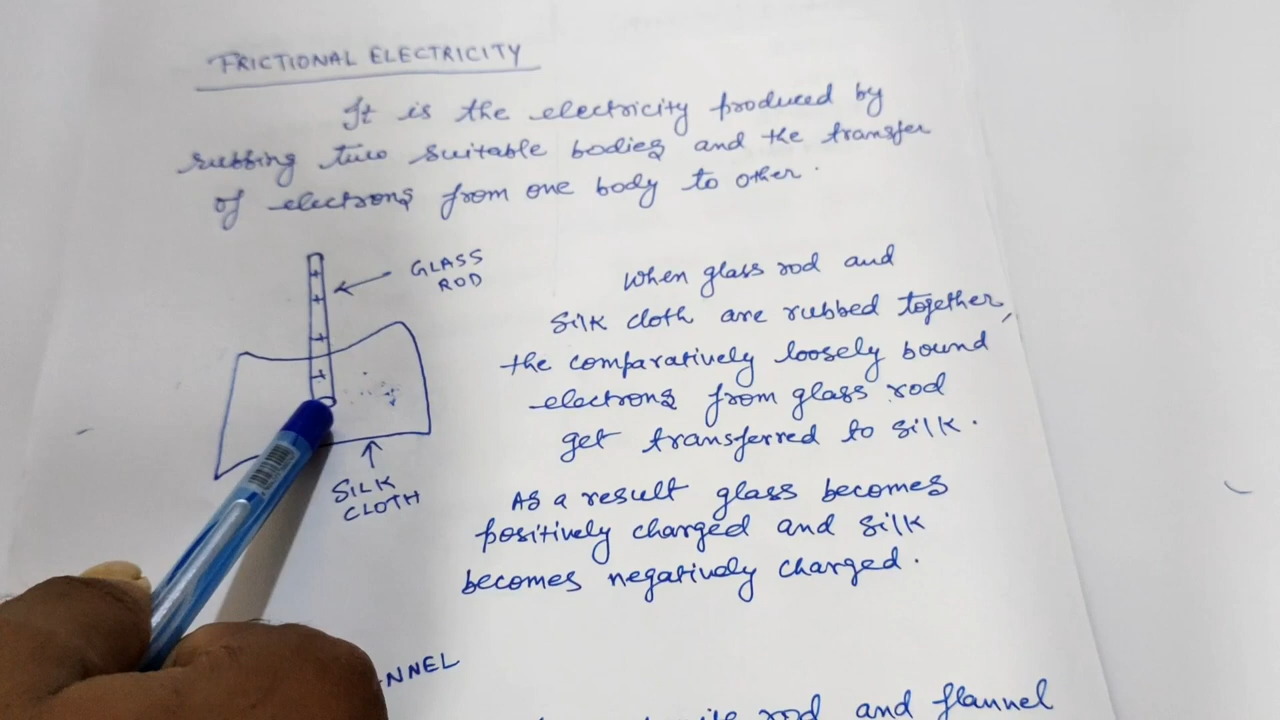 FRICTIONAL ELECTRICITY
It is the electricity produced by
rubbing two suitable bodies and the transfer
of electrons from one body to other.
GLASS
ROD
When glass rod and
Silk cloth are rubbed together
the comparatively loosely bound
electrons from glass rod
get transferred to silk.
As a result glass becomes
positively charged and silk
becomes negatively charged.
SILK
CLOTH
NNEL
rod and flannel